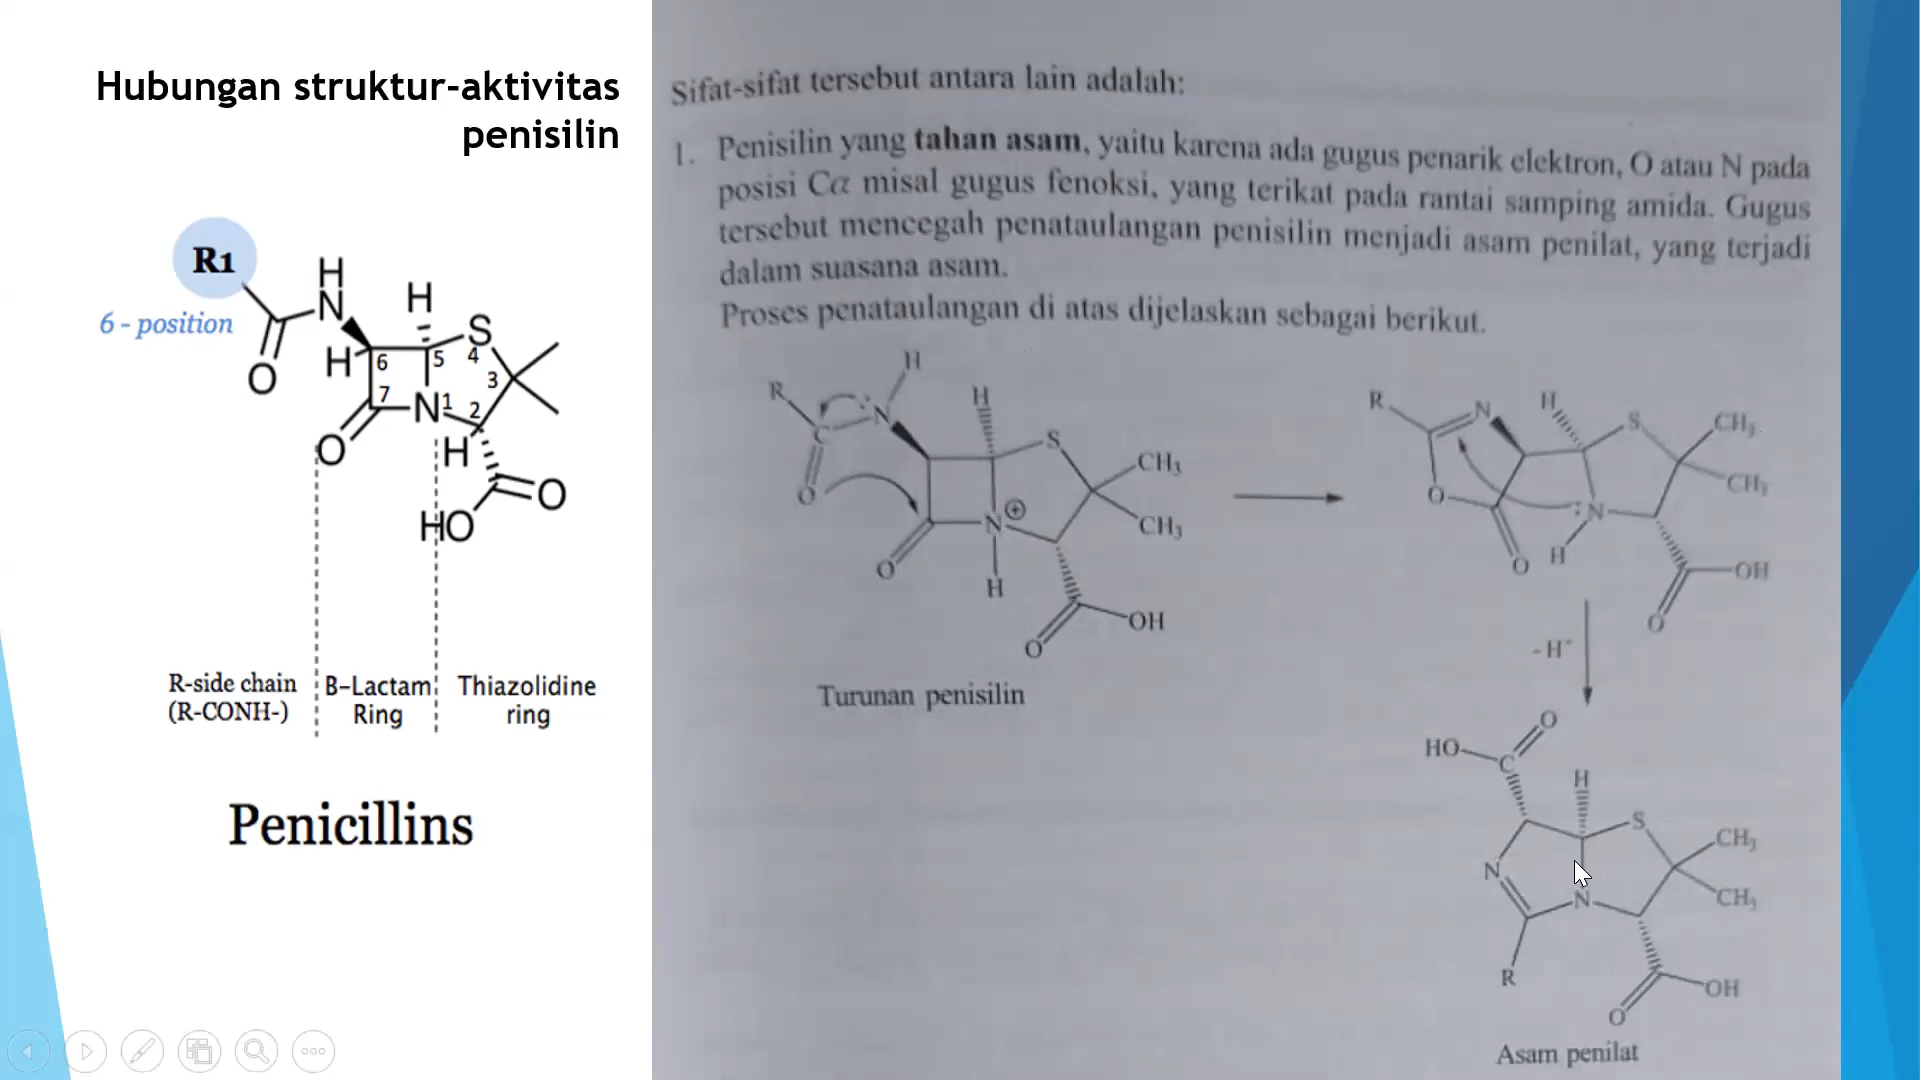 Hubungan struktur-aktivitas
penisilin
R1
6 - position
H
N
H
S
H
6
5
4
3
7
N
1
2
O
O
H
O
HO
R-side chain
(R-CONH-)
B-Lactam
Ring
Thiazolidine
ring
Penicillins
Sifat-sifat tersebut antara lain adalah:
1. Penisilin yang tahan asam, yaitu karena ada gugus penarik elektron, O atau N pada
posisi Cα misal gugus fenoksi, yang terikat pada rantai samping amida. Gugus
tersebut mencegah penataulangan penisilin menjadi asam penilat, yang terjadi
dalam suasana asam.
Proses penataulangan di atas dijelaskan sebagai berikut.
H
R
H
N
C
S
CH3
O
N
⊕
CH3
O
H
OH
O
Turunan penisilin
R
N
H
S
CH3
CH3
O
:N
H
O
OH
O
- H+
O
HO
C
H
S
CH3
N
N
CH3
R
OH
O
Asam penilat